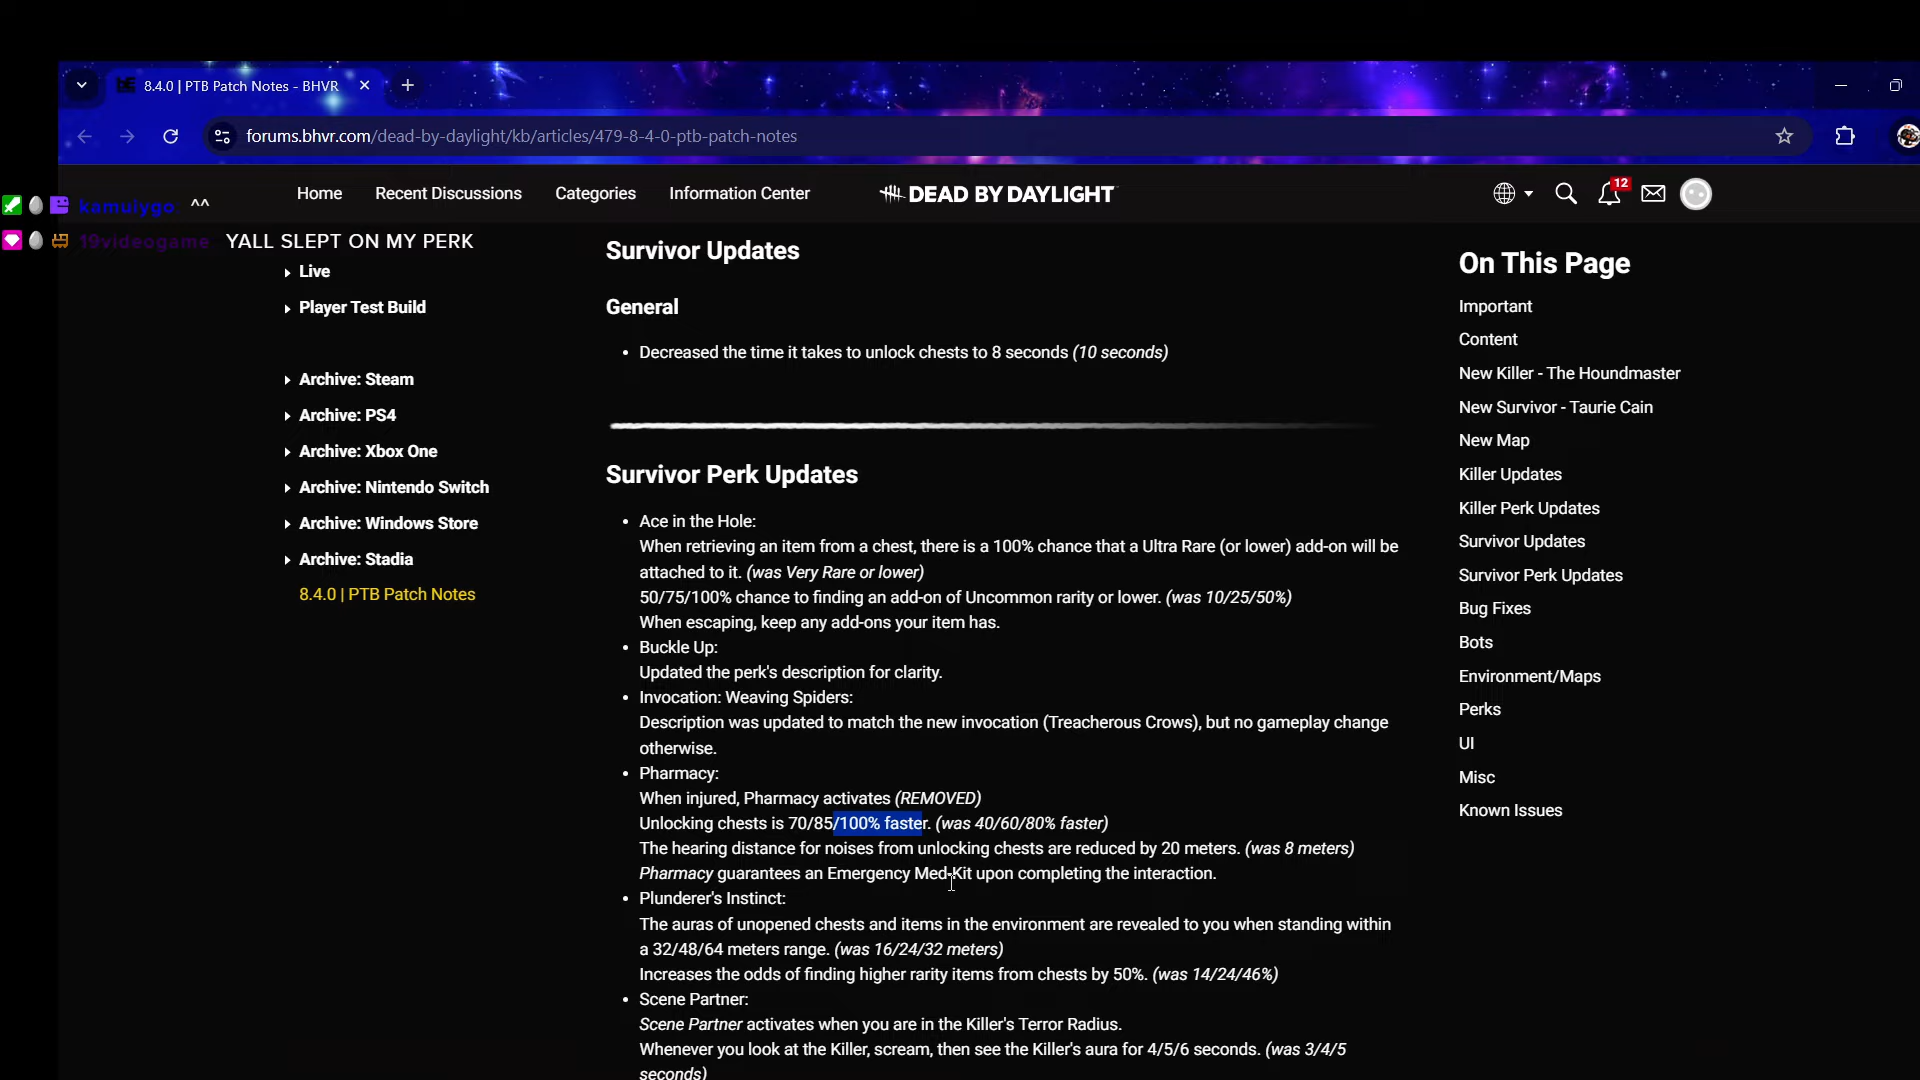 8.4.0 | PTB Patch Notes - BHVR
forums.bhvr.com/dead-by-daylight/kb/articles/479-8-4-0-ptb-patch-notes
Home Recent Discussions Categories Information Center DEAD BY DAYLIGHT 12
kamulygo: ^^
19videogame: YALL SLEPT ON MY PERK
Live
Player Test Build
Archive: Steam
Archive: PS4
Archive: Xbox One
Archive: Nintendo Switch
Archive: Windows Store
Archive: Stadia
8.4.0 | PTB Patch Notes
Survivor Updates
General
• Decreased the time it takes to unlock chests to 8 seconds (10 seconds)
Survivor Perk Updates
• Ace in the Hole:
When retrieving an item from a chest, there is a 100% chance that a Ultra Rare (or lower) add-on will be
attached to it. (was Very Rare or lower)
50/75/100% chance to finding an add-on of Uncommon rarity or lower. (was 10/25/50%)
When escaping, keep any add-ons your item has.
• Buckle Up:
Updated the perk's description for clarity.
• Invocation: Weaving Spiders:
Description was updated to match the new invocation (Treacherous Crows), but no gameplay change
otherwise.
• Pharmacy:
When injured, Pharmacy activates (REMOVED)
Unlocking chests is 70/85/100% faster. (was 40/60/80% faster)
The hearing distance for noises from unlocking chests are reduced by 20 meters. (was 8 meters)
Pharmacy guarantees an Emergency Med-Kit upon completing the interaction.
• Plunderer's Instinct:
The auras of unopened chests and items in the environment are revealed to you when standing within
a 32/48/64 meters range. (was 16/24/32 meters)
Increases the odds of finding higher rarity items from chests by 50%. (was 14/24/46%)
• Scene Partner:
Scene Partner activates when you are in the Killer's Terror Radius.
Whenever you look at the Killer, scream, then see the Killer's aura for 4/5/6 seconds. (was 3/4/5
seconds)
On This Page
Important
Content
New Killer - The Houndmaster
New Survivor - Taurie Cain
New Map
Killer Updates
Killer Perk Updates
Survivor Updates
Survivor Perk Updates
Bug Fixes
Bots
Environment/Maps
Perks
UI
Misc
Known Issues